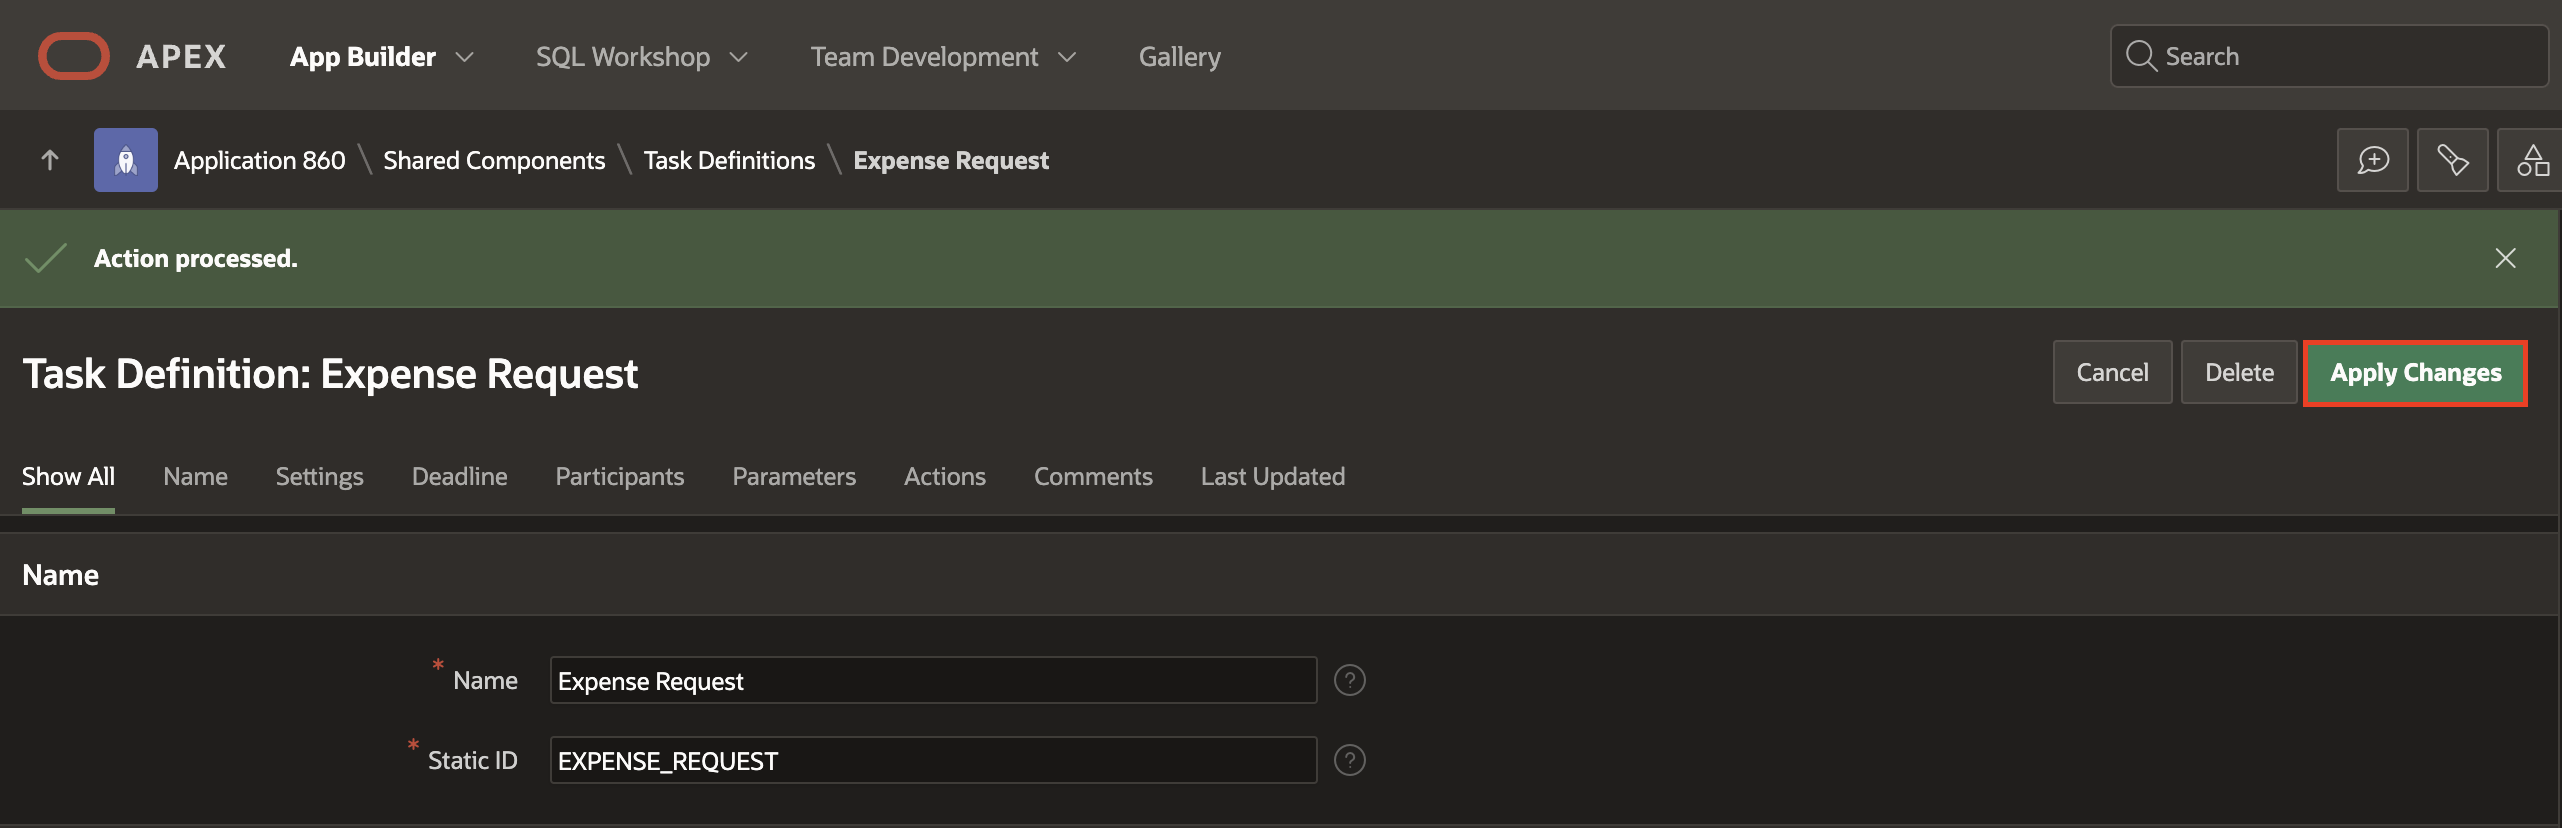 APEX App Builder SQL Workshop Team Development Gallery Search
Application 860 \ Shared Components \ Task Definitions \ Expense Request
Action processed.
Task Definition: Expense Request Cancel Delete Apply Changes
Show All Name Settings Deadline Participants Parameters Actions Comments Last Updated
Name
* Name Expense Request ?
* Static ID EXPENSE_REQUEST ?